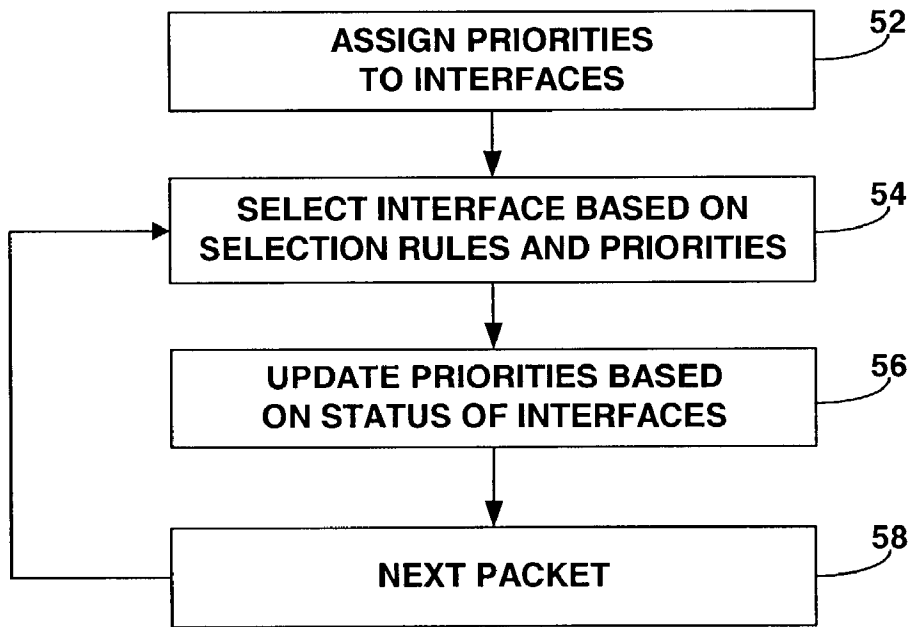 ASSIGN PRIORITIES
TO INTERFACES
52
SELECT INTERFACE BASED ON
SELECTION RULES AND PRIORITIES
54
UPDATE PRIORITIES BASED
ON STATUS OF INTERFACES
56
NEXT PACKET
58